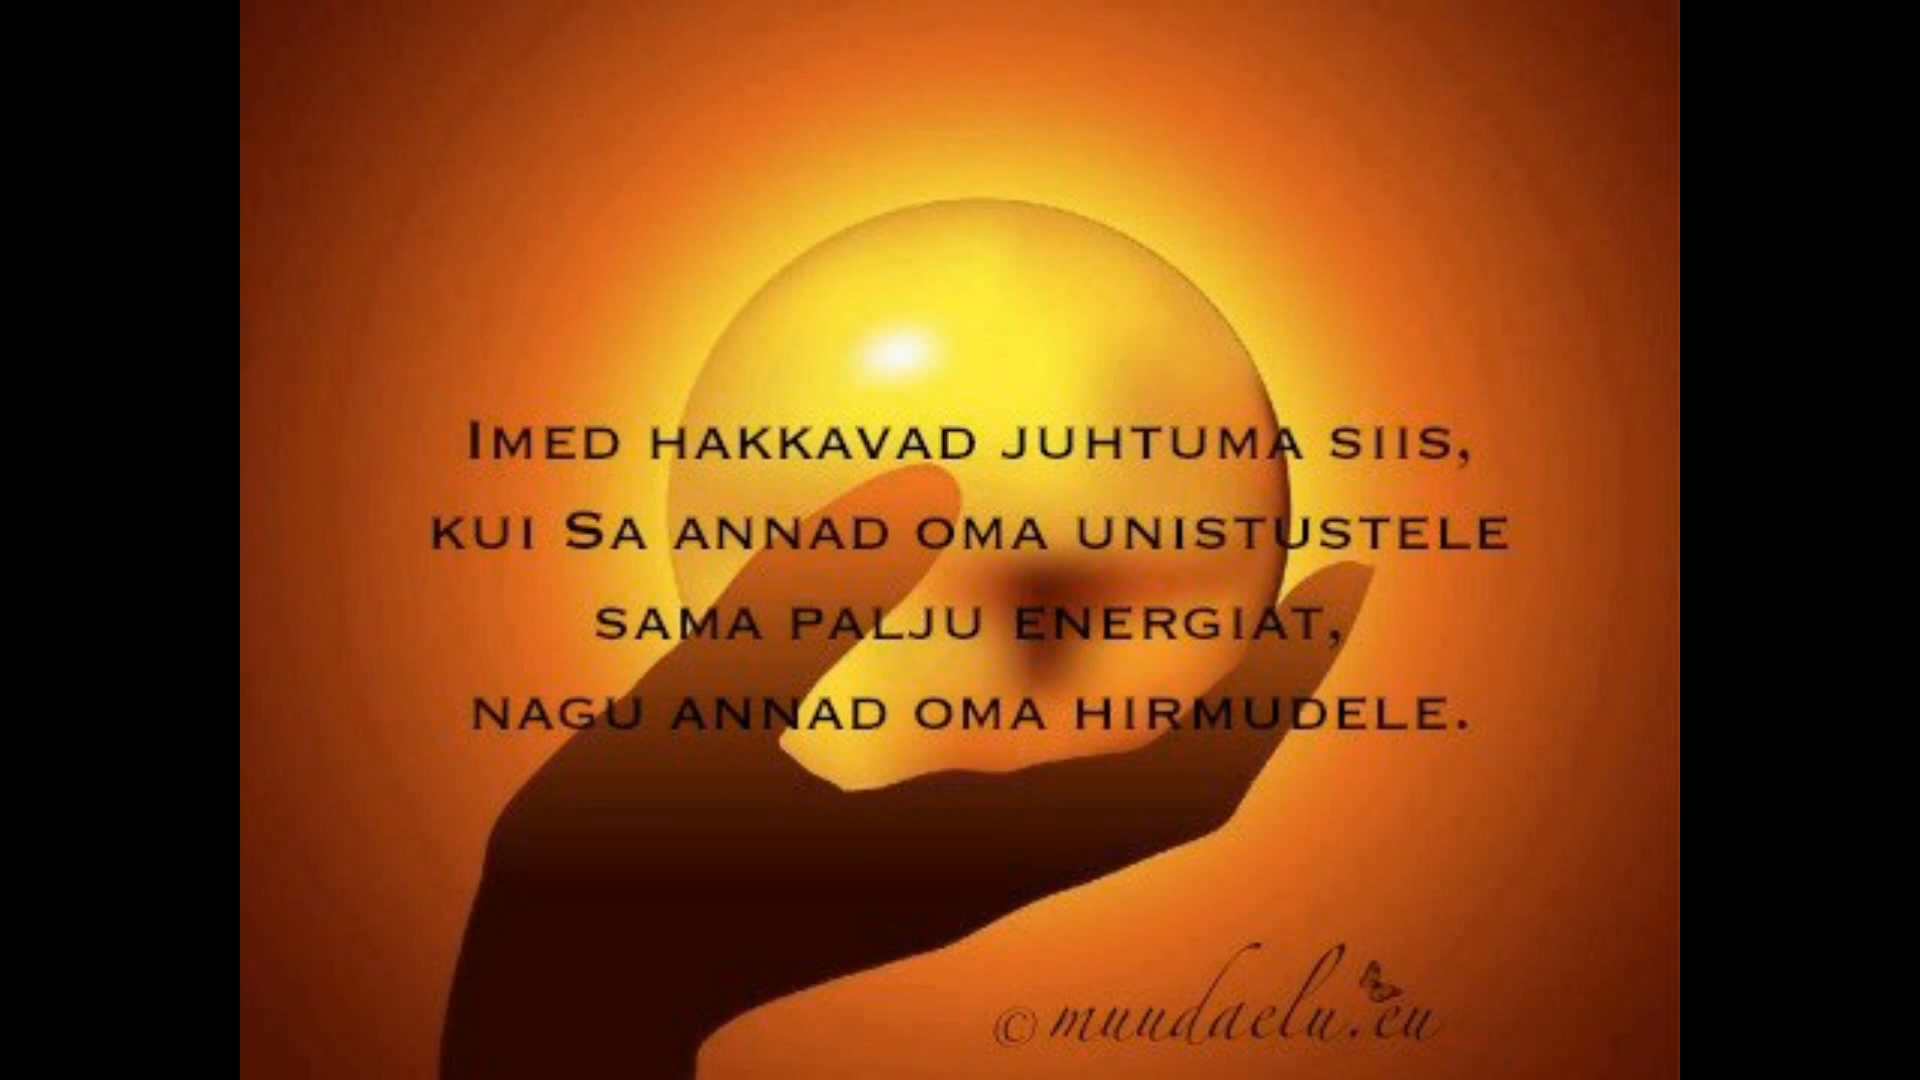 Imed hakkavad juhtuma siis,
kui Sa annad oma unistustele
sama palju energiat,
nagu annad oma hirmudele.
© muudaelu.eu